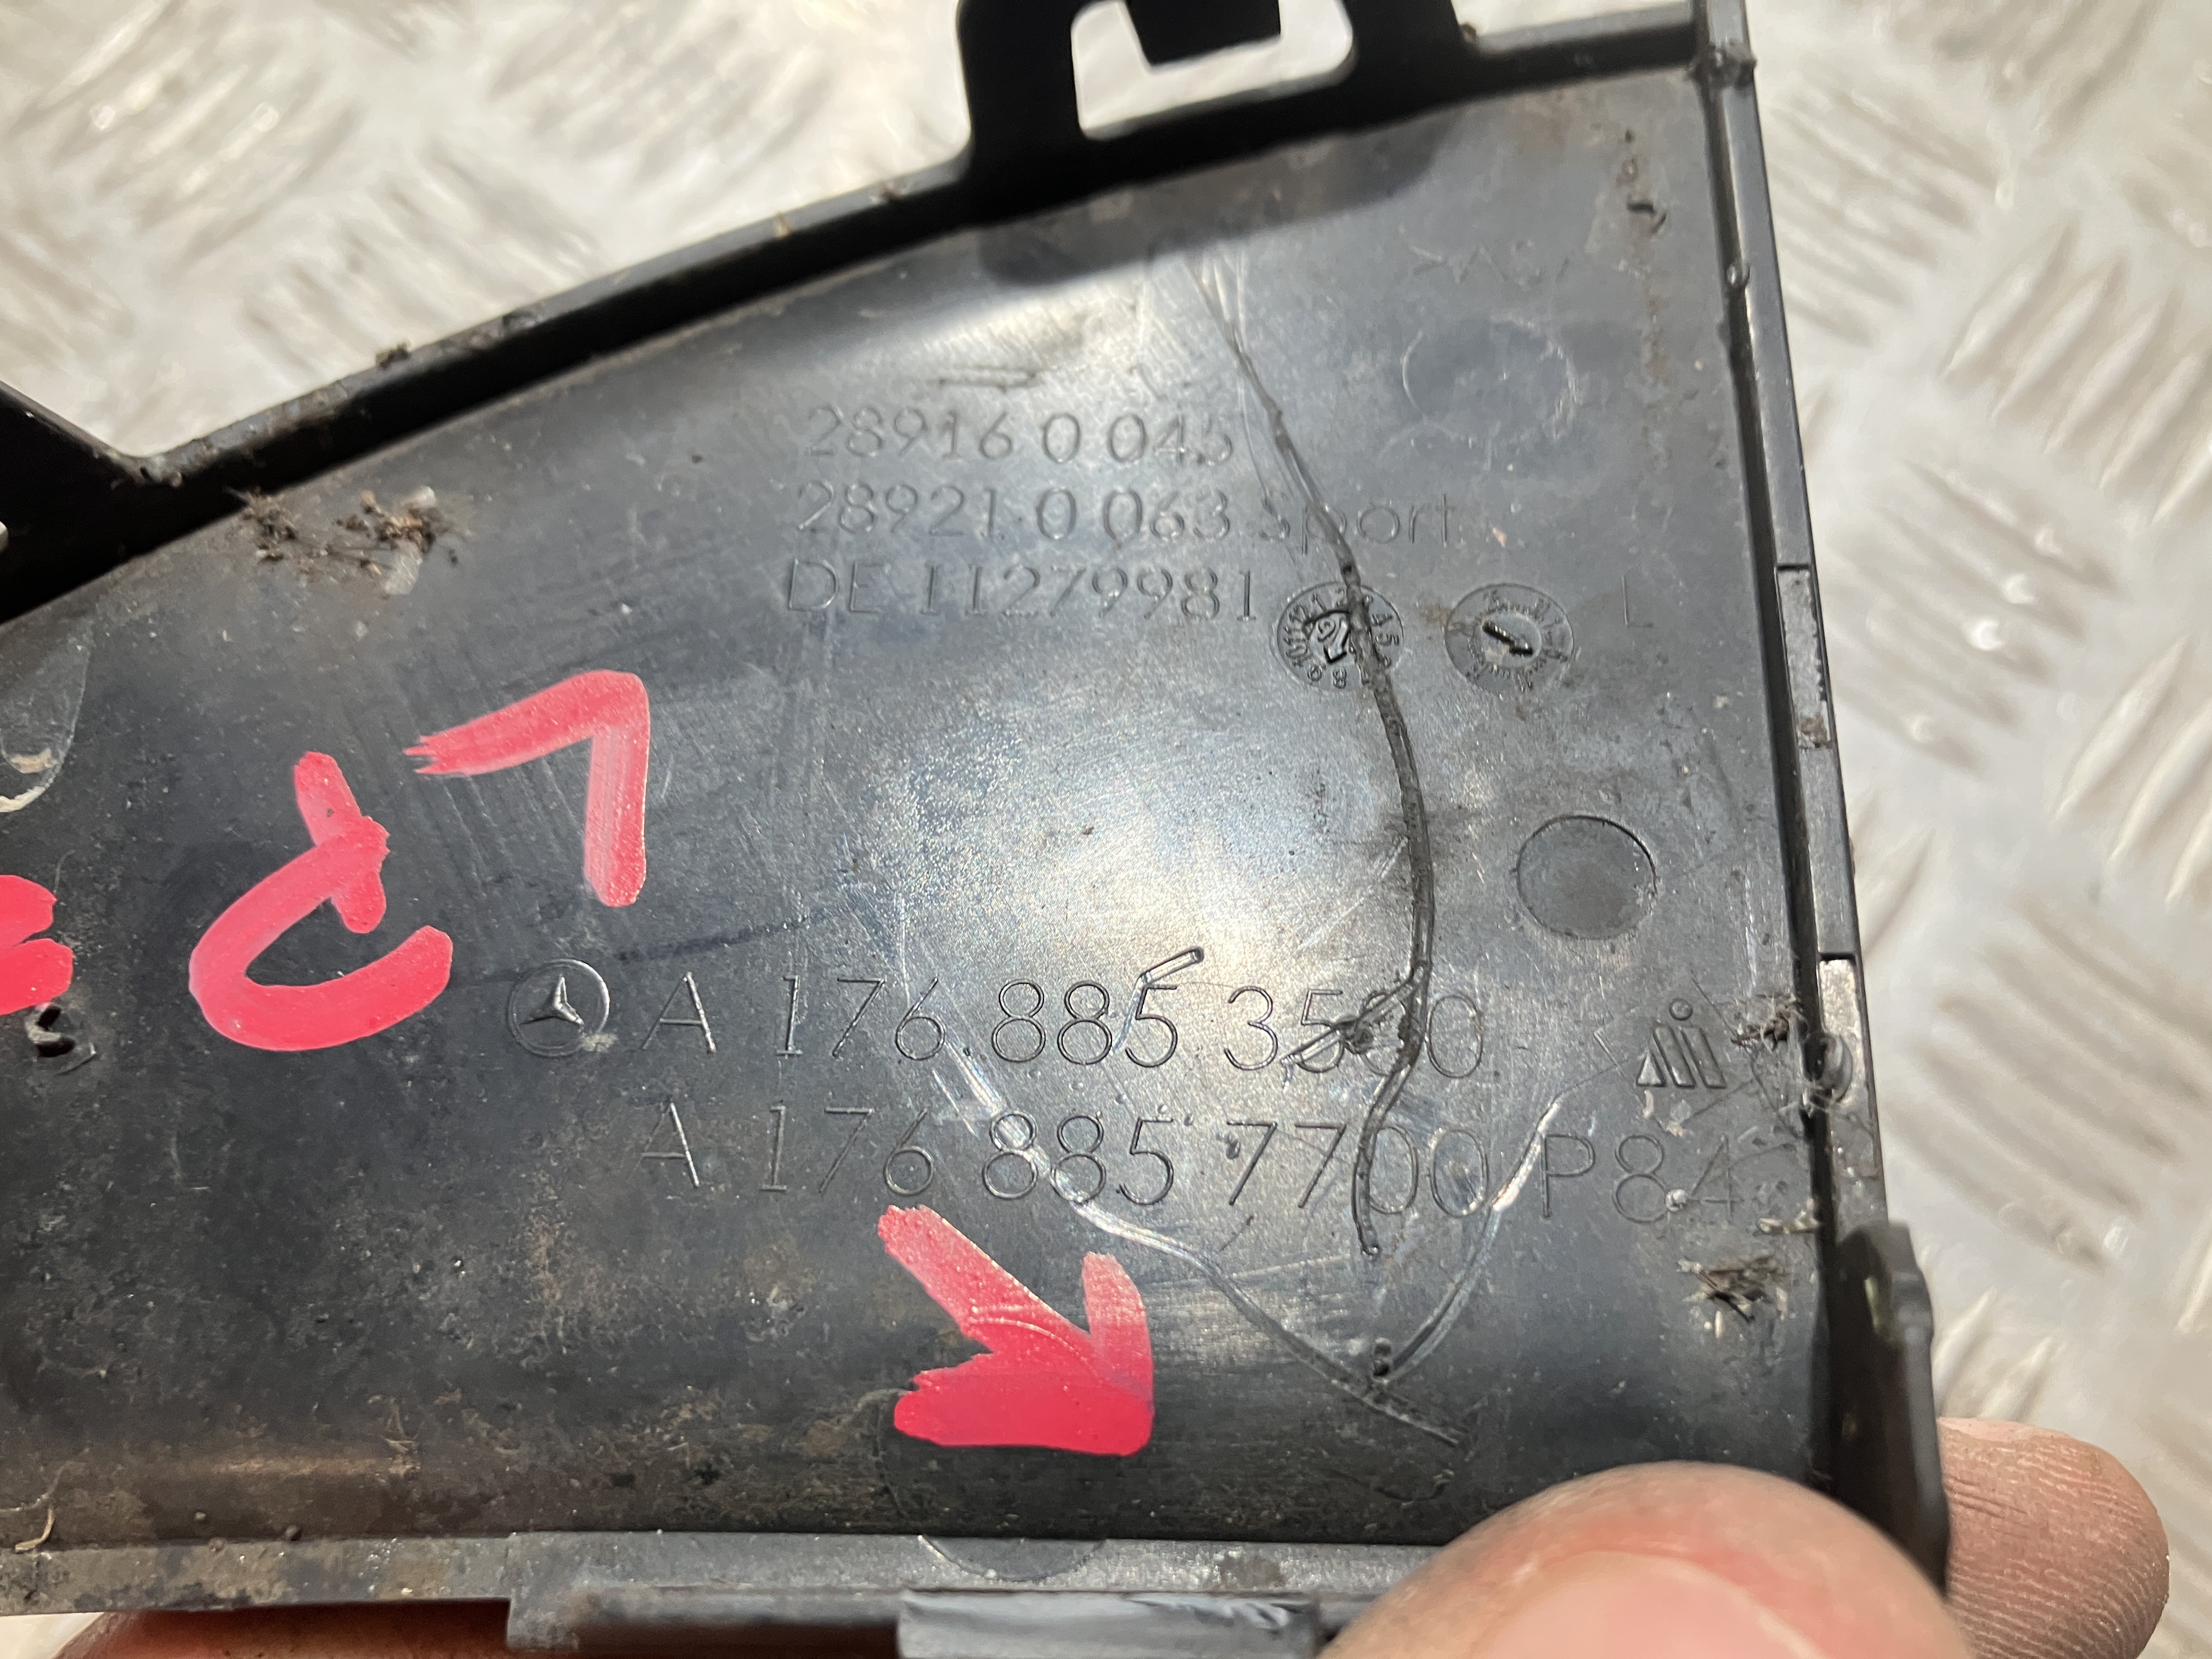 28916 0 045
28921 0 063 Sport
DE 11279981 L
A 176 885 3500
A 176 885 7700 P84